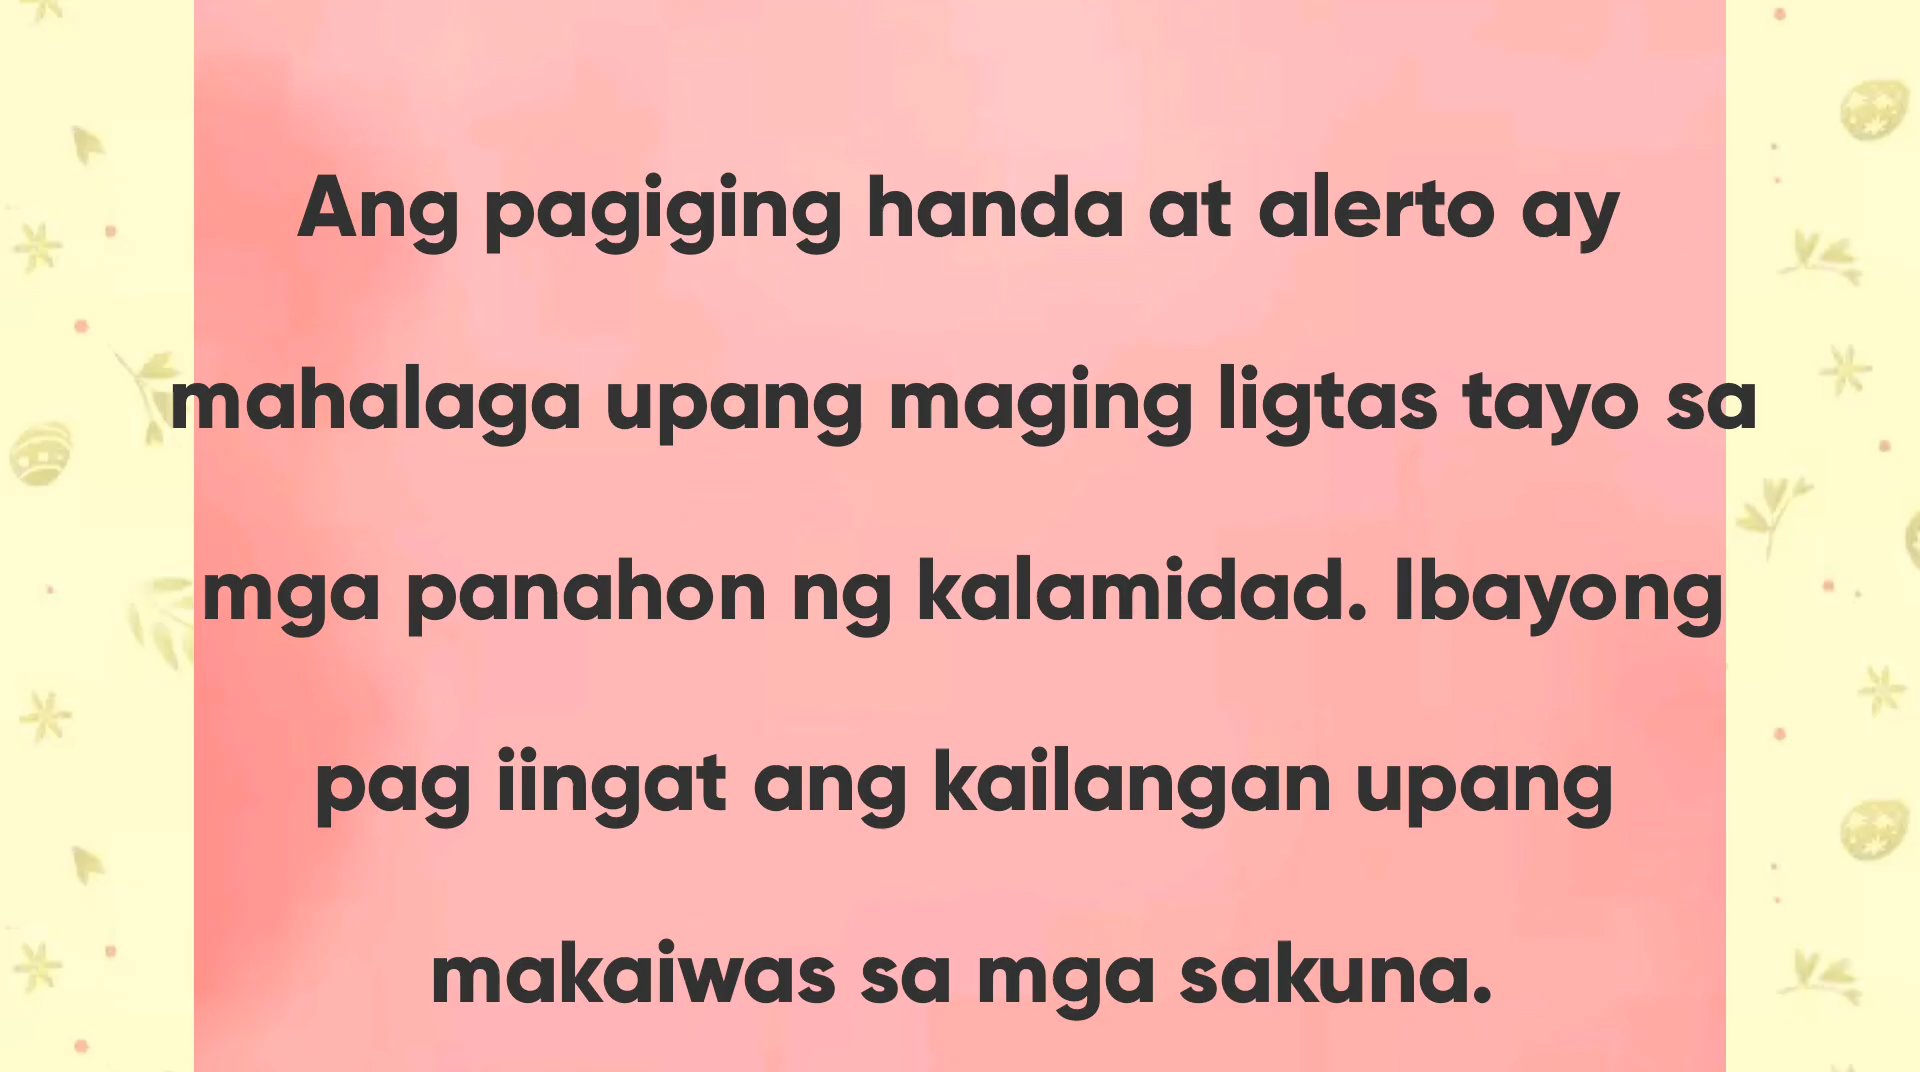 Ang pagiging handa at alerto ay
mahalaga upang maging ligtas tayo sa
mga panahon ng kalamidad. Ibayong
pag iingat ang kailangan upang
makaiwas sa mga sakuna.